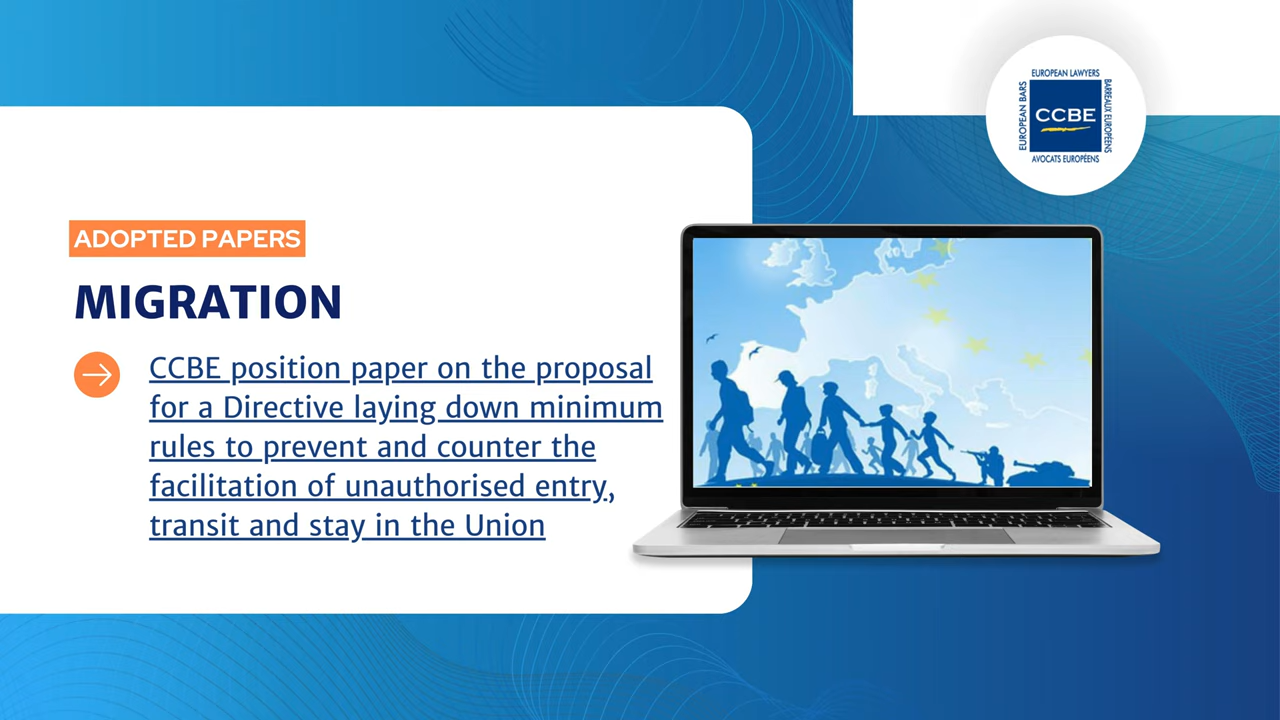 EUROPEAN LAWYERS
EUROPEAN BARS
CCBE
BARREAUX EUROPÉENS
AVOCATS EUROPÉENS
ADOPTED PAPERS
MIGRATION
CCBE position paper on the proposal
for a Directive laying down minimum
rules to prevent and counter the
facilitation of unauthorised entry,
transit and stay in the Union